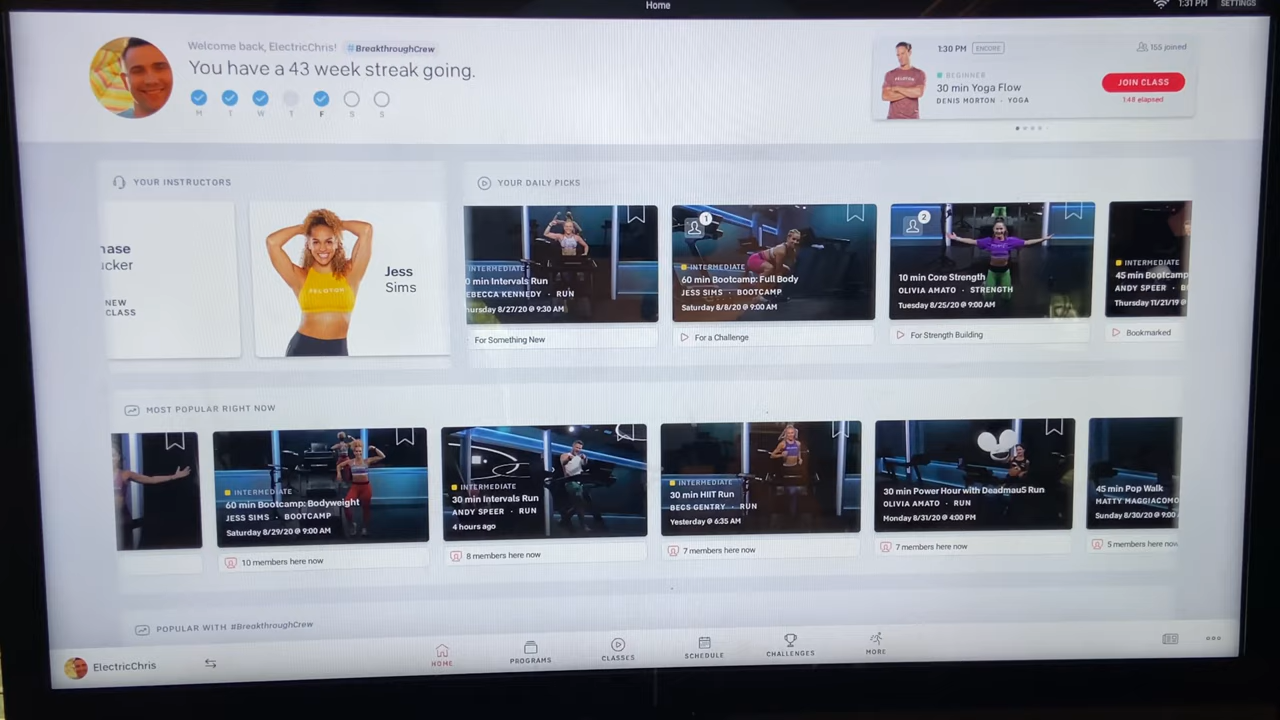 Home
1:31 PM SETTINGS
Welcome back, ElectricChris! #BreakthroughCrew
You have a 43 week streak going.
M T W T F S S
1:30 PM ENCORE
155 joined
BEGINNER
30 min Yoga Flow
DENIS MORTON · YOGA
JOIN CLASS
1:48 elapsed
YOUR INSTRUCTORS
NEW
CLASS
PELOTON
Jess
Sims
YOUR DAILY PICKS
INTERMEDIATE
0 min Intervals Run
EBECCA KENNEDY · RUN
ursday 8/27/20 @ 9:30 AM
For Something New
1
INTERMEDIATE
60 min Bootcamp: Full Body
JESS SIMS · BOOTCAMP
Saturday 8/8/20 @ 9:00 AM
For a Challenge
2
10 min Core Strength
OLIVIA AMATO · STRENGTH
Tuesday 8/25/20 @ 9:00 AM
For Strength Building
INTERMEDIATE
45 min Bootcamp
ANDY SPEER · B
Thursday 11/21/19 @
Bookmarked
MOST POPULAR RIGHT NOW
INTERMEDIATE
60 min Bootcamp: Bodyweight
JESS SIMS · BOOTCAMP
Saturday 8/29/20 @ 9:00 AM
10 members here now
INTERMEDIATE
30 min Intervals Run
ANDY SPEER · RUN
4 hours ago
8 members here now
INTERMEDIATE
30 min HIIT Run
BECS GENTRY · RUN
Yesterday @ 6:35 AM
7 members here now
30 min Power Hour with Deadmau5 Run
OLIVIA AMATO · RUN
Monday 8/31/20 @ 4:00 PM
7 members here now
45 min Pop Walk
MATTY MAGGIACOMO
Sunday 8/30/20 @ 9:00
5 members here now
POPULAR WITH #BreakthroughCrew
ElectricChris
HOME
PROGRAMS
CLASSES
SCHEDULE
CHALLENGES
MORE